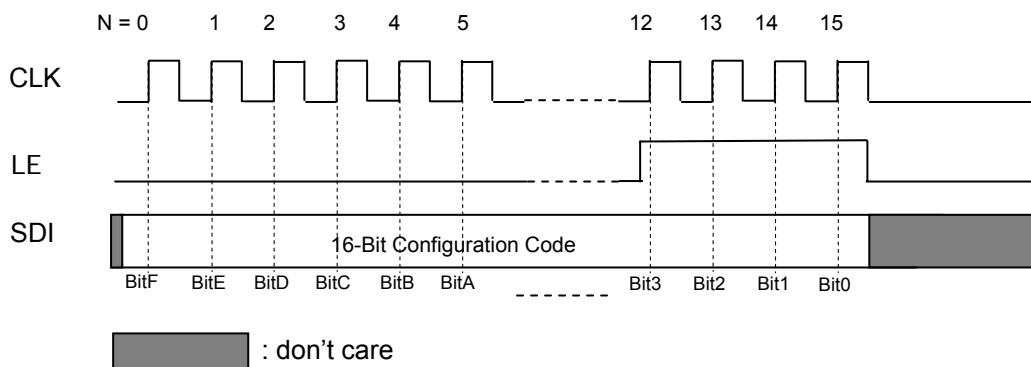 N = 0 1 2 3 4 5 12 13 14 15
CLK
LE
SDI
16-Bit Configuration Code
BitF BitE BitD BitC BitB BitA Bit3 Bit2 Bit1 Bit0
: don't care